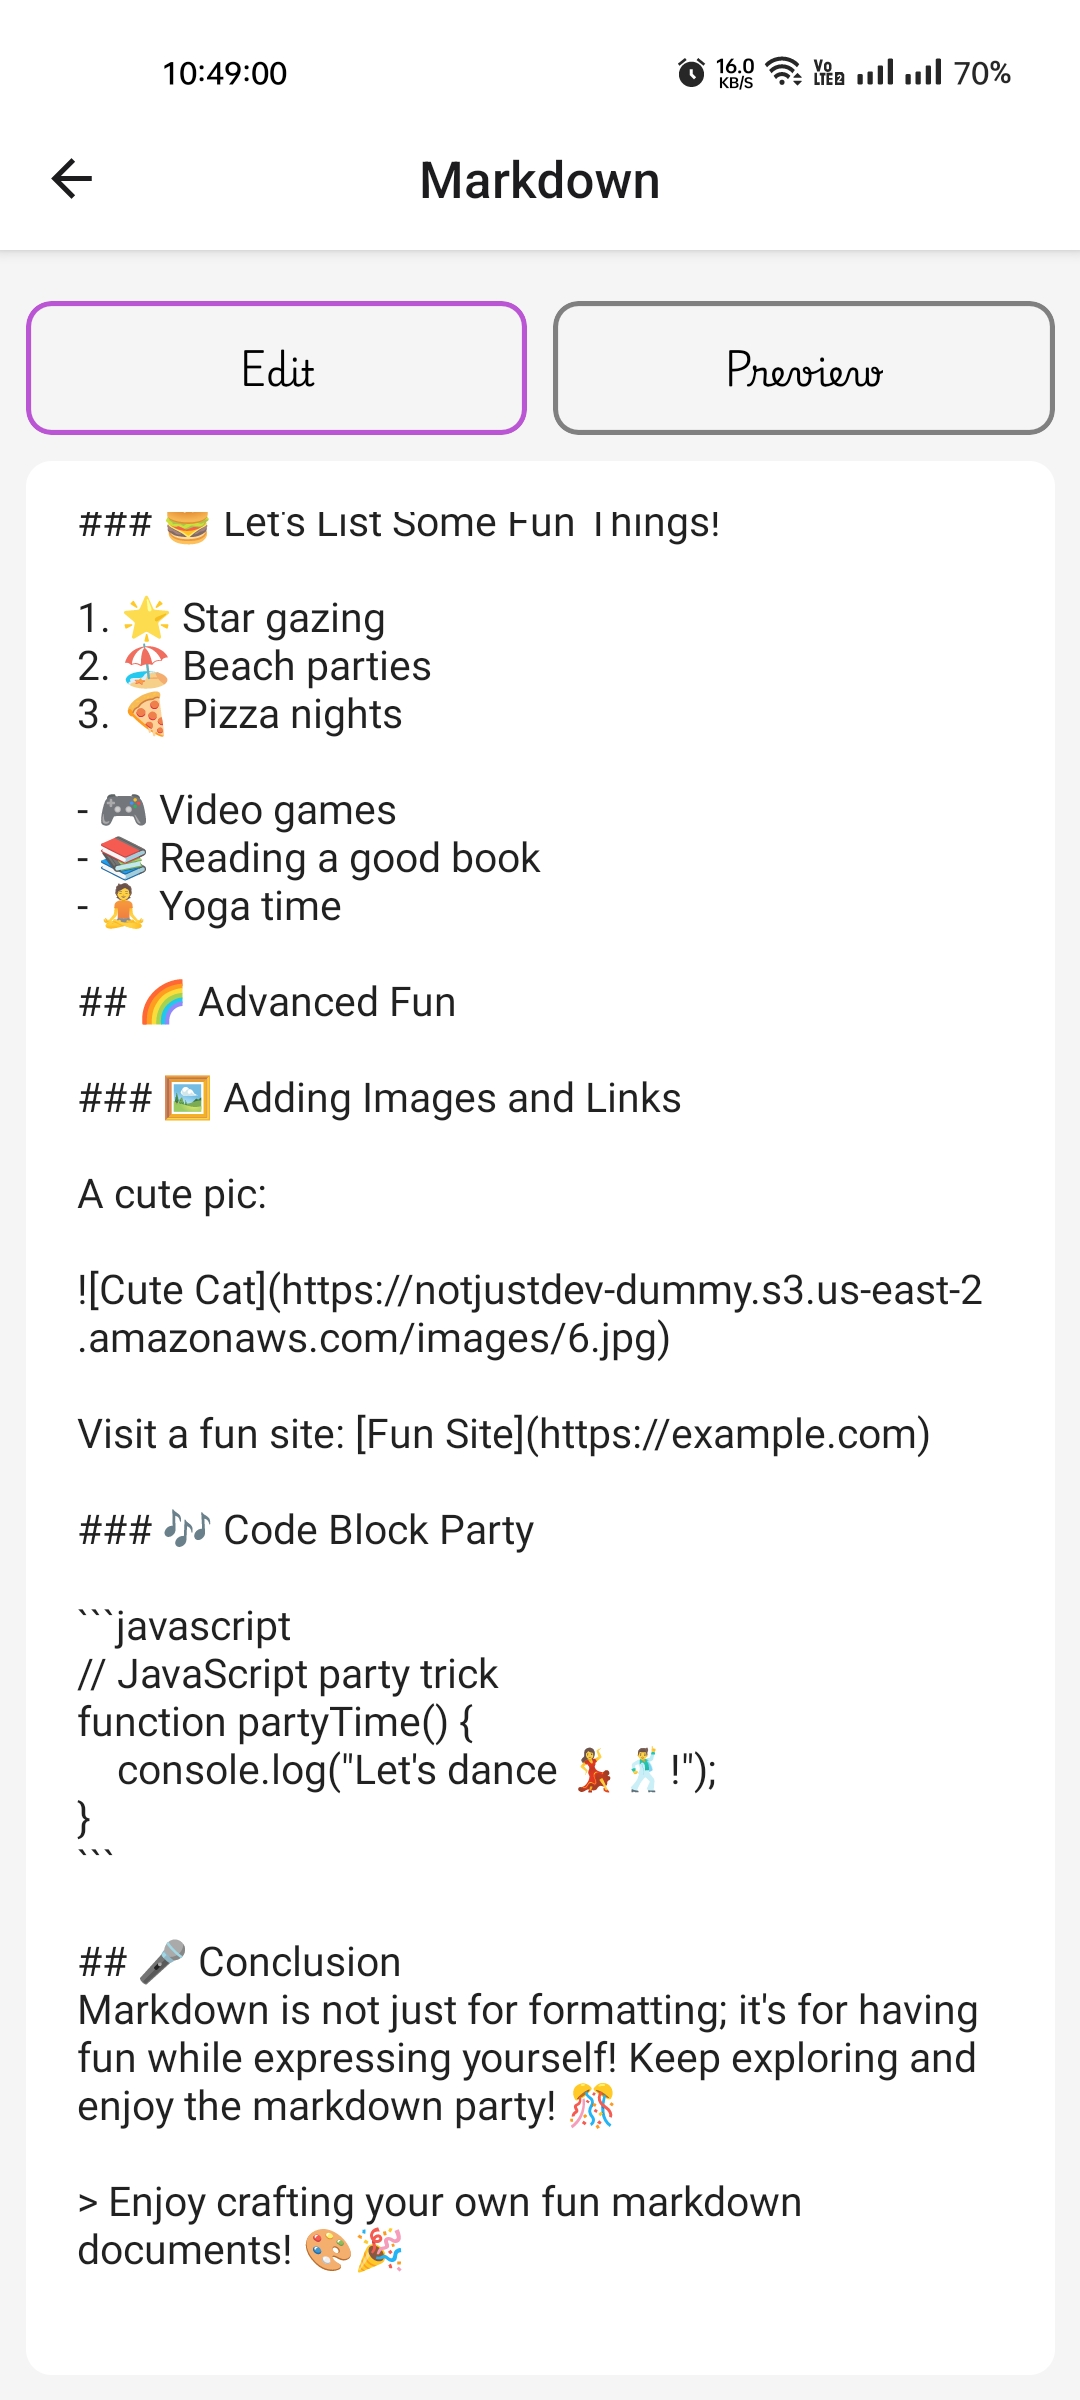 10:49:00 16.0 KB/S Vo LTE2 70%
Markdown
Edit Preview
### 🍔 Let's List Some Fun Things!
1. 🌟 Star gazing
2. 🏖️ Beach parties
3. 🍕 Pizza nights
- 🎮 Video games
- 📚 Reading a good book
- 🧘 Yoga time
## 🌈 Advanced Fun
### 🖼️ Adding Images and Links
A cute pic:
![Cute Cat](https://notjustdev-dummy.s3.us-east-2
.amazonaws.com/images/6.jpg)
Visit a fun site: [Fun Site](https://example.com)
### 🎶 Code Block Party
```javascript
// JavaScript party trick
function partyTime() {
    console.log("Let's dance 💃🕺!");
}
```
## 🎤 Conclusion
Markdown is not just for formatting; it's for having
fun while expressing yourself! Keep exploring and
enjoy the markdown party! 🎊
> Enjoy crafting your own fun markdown
documents! 🎨🎉